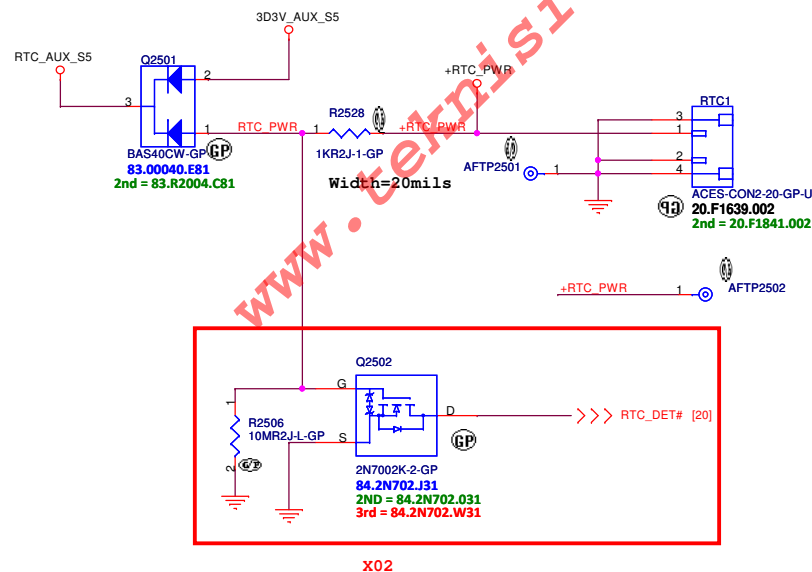 3D3V_AUX_S5
RTC_AUX_S5
Q2501
2
3
1
RTC_PWR
BAS40CW-GP
GP
83.00040.E81
2nd = 83.R2004.C81
R2528
1
+RTC_PWR
1KR2J-1-GP
Width=20mils
+RTC_PWR
AFTP2501
1
RTC1
3
1
2
4
ACES-CON2-20-GP-U
20.F1639.002
2nd = 20.F1841.002
GP
+RTC_PWR
1
AFTP2502
www.teknisi
Q2502
G
D
S
GP
RTC_DET# [20]
1
R2506
10MR2J-L-GP
2
2N7002K-2-GP
84.2N702.J31
2ND = 84.2N702.031
3rd = 84.2N702.W31
X02